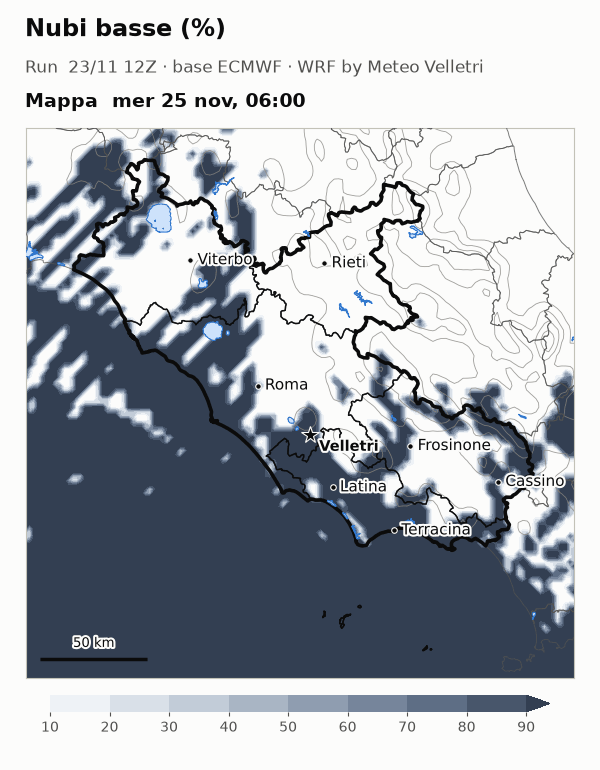 Nubi basse (%)
Run  23/11 12Z · base ECMWF · WRF by Meteo Velletri
Mappa  mer 25 nov, 06:00
Viterbo
Rieti
Roma
Velletri
Frosinone
Cassino
Latina
Terracina
50 km
10 20 30 40 50 60 70 80 90